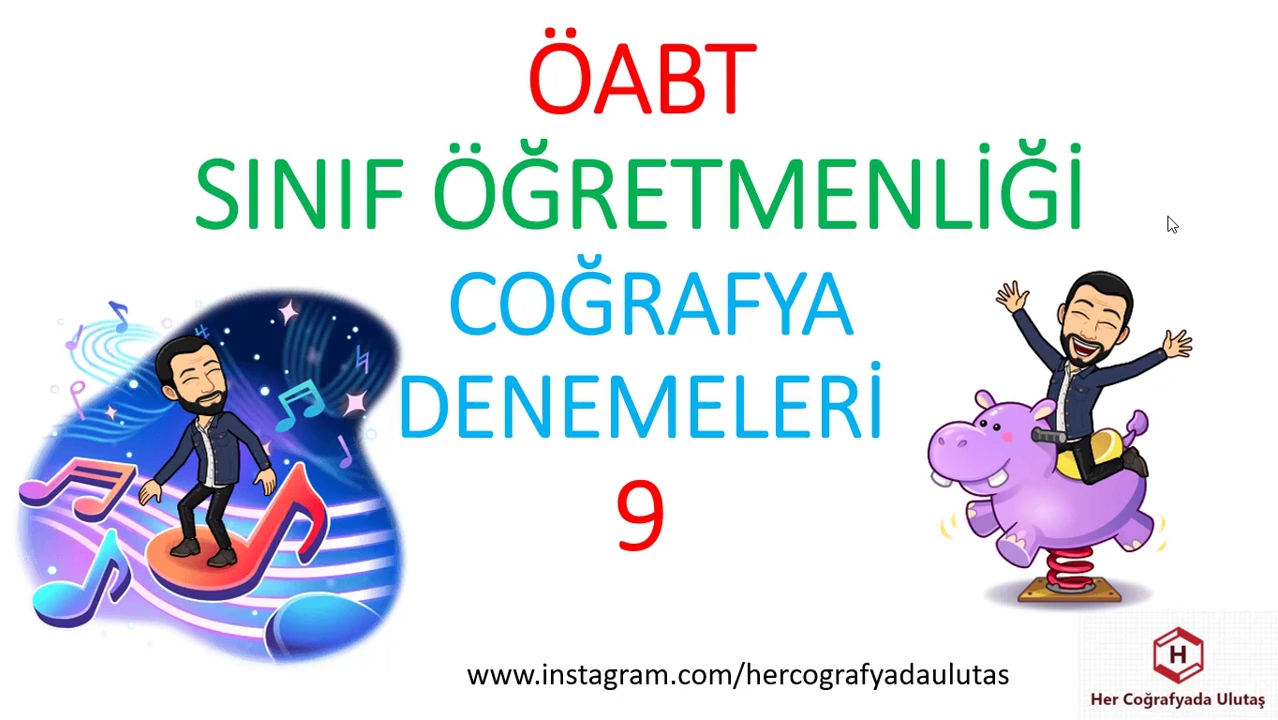 ÖABT
SINIF ÖĞRETMENLİĞİ
COĞRAFYA
DENEMELERİ
9
www.instagram.com/hercografyadaulutas
H
Her Coğrafyada Ulutaş